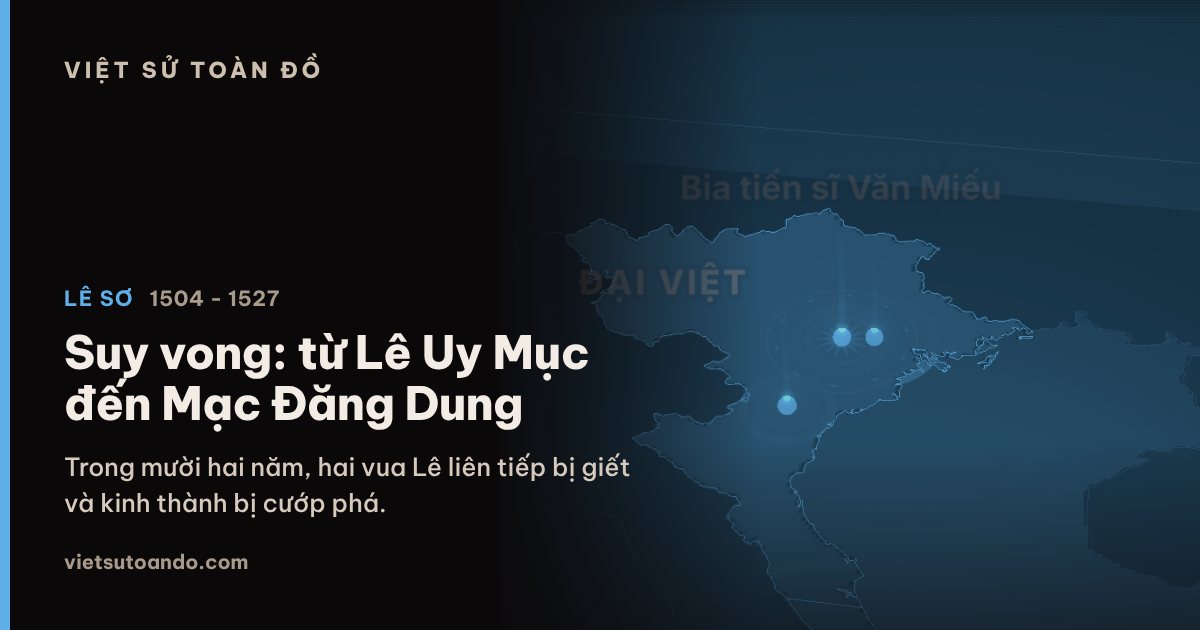 VIỆT SỬ TOÀN ĐỒ
Bia tiến sĩ Văn Miếu
ĐẠI VIỆT
LÊ SƠ 1504 - 1527
Suy vong: từ Lê Uy Mục
đến Mạc Đăng Dung
Trong mười hai năm, hai vua Lê liên tiếp bị giết
và kinh thành bị cướp phá.
vietsutoando.com